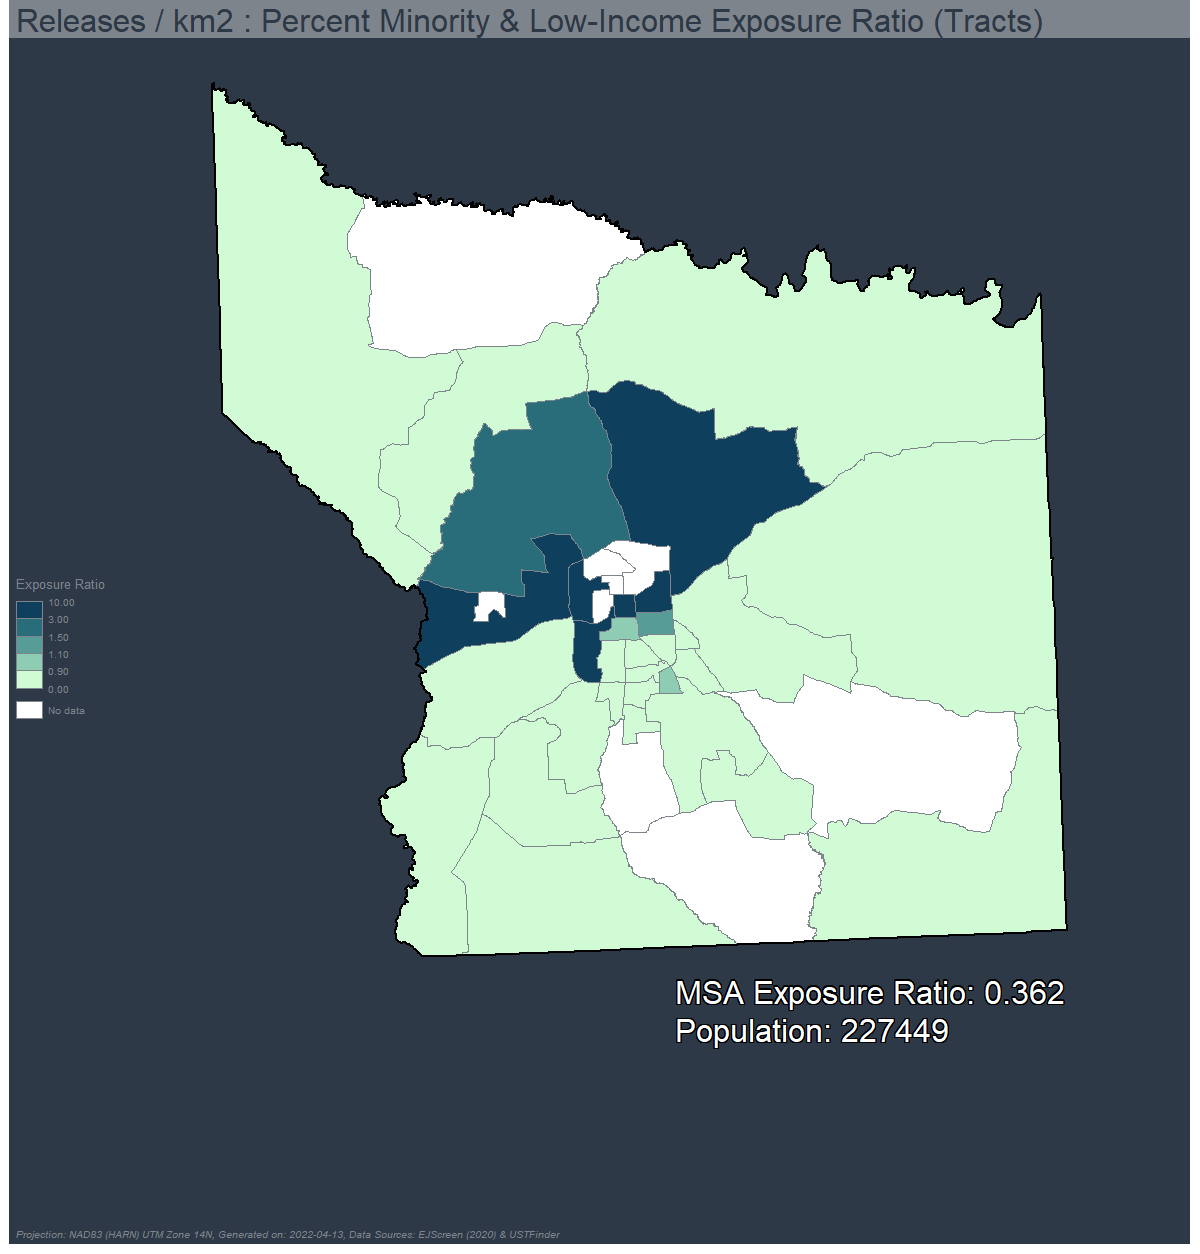 Releases / km2 : Percent Minority & Low-Income Exposure Ratio (Tracts)
Exposure Ratio
10.00
3.00
1.50
1.10
0.90
0.00
No data
MSA Exposure Ratio: 0.362
Population: 227449
Projection: NAD83 (HARN) UTM Zone 14N, Generated on: 2022-04-13, Data Sources: EJScreen (2020) & USTFinder